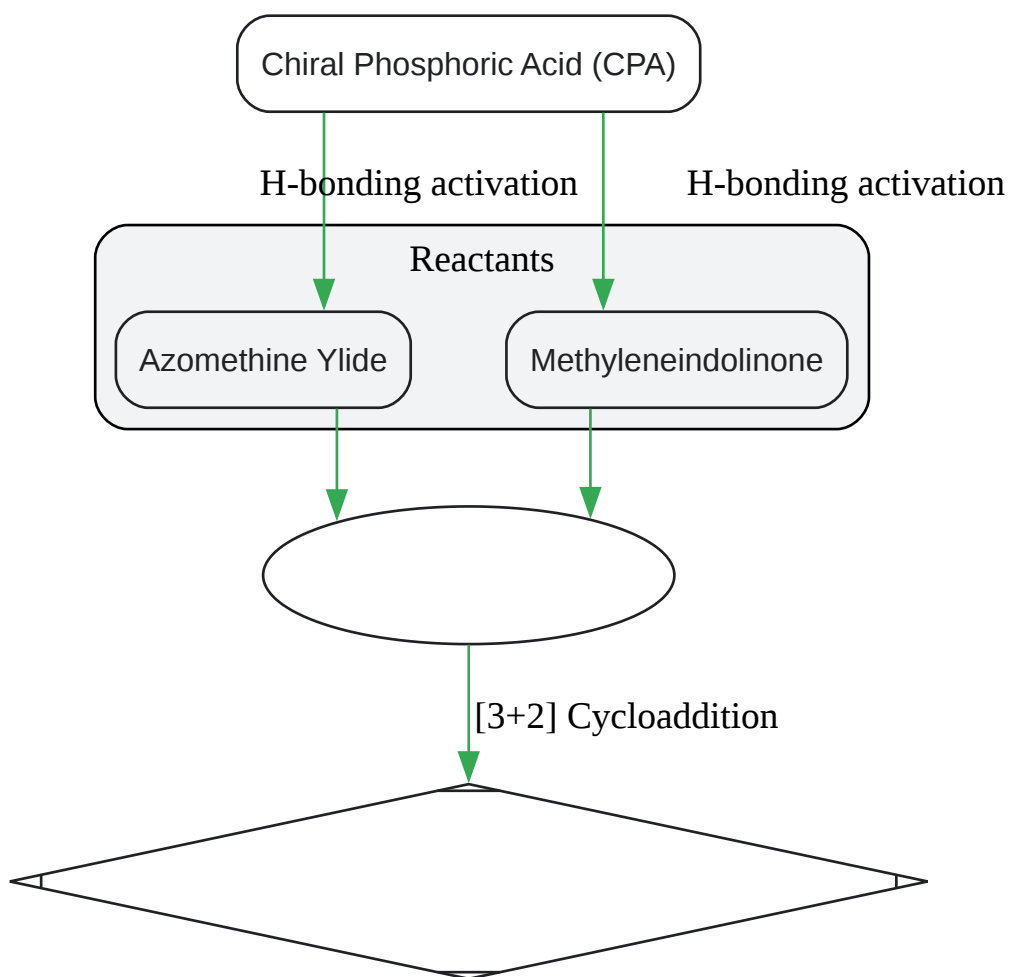 Chiral Phosphoric Acid (CPA)
H-bonding activation
H-bonding activation
Reactants
Azomethine Ylide
Methyleneindolinone
[3+2] Cycloaddition